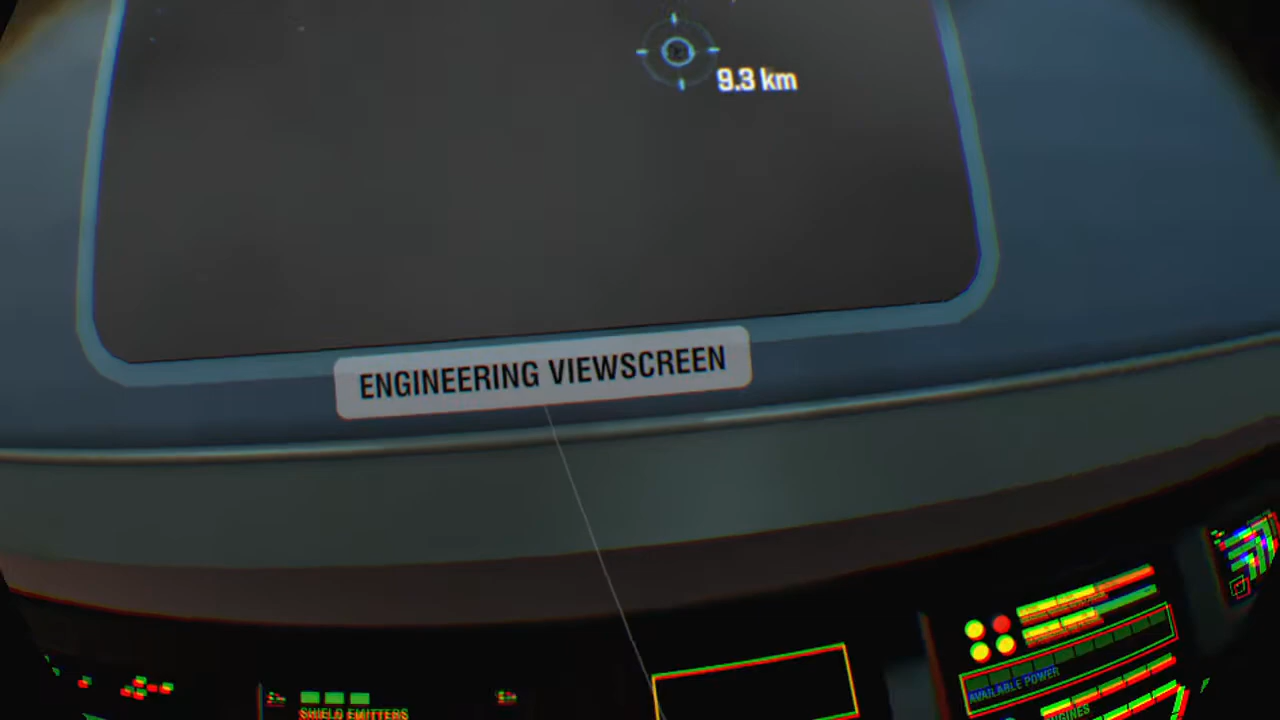 9.3 km
ENGINEERING VIEWSCREEN
SHIELD EMITTERS
AVAILABLE POWER
ENGINES